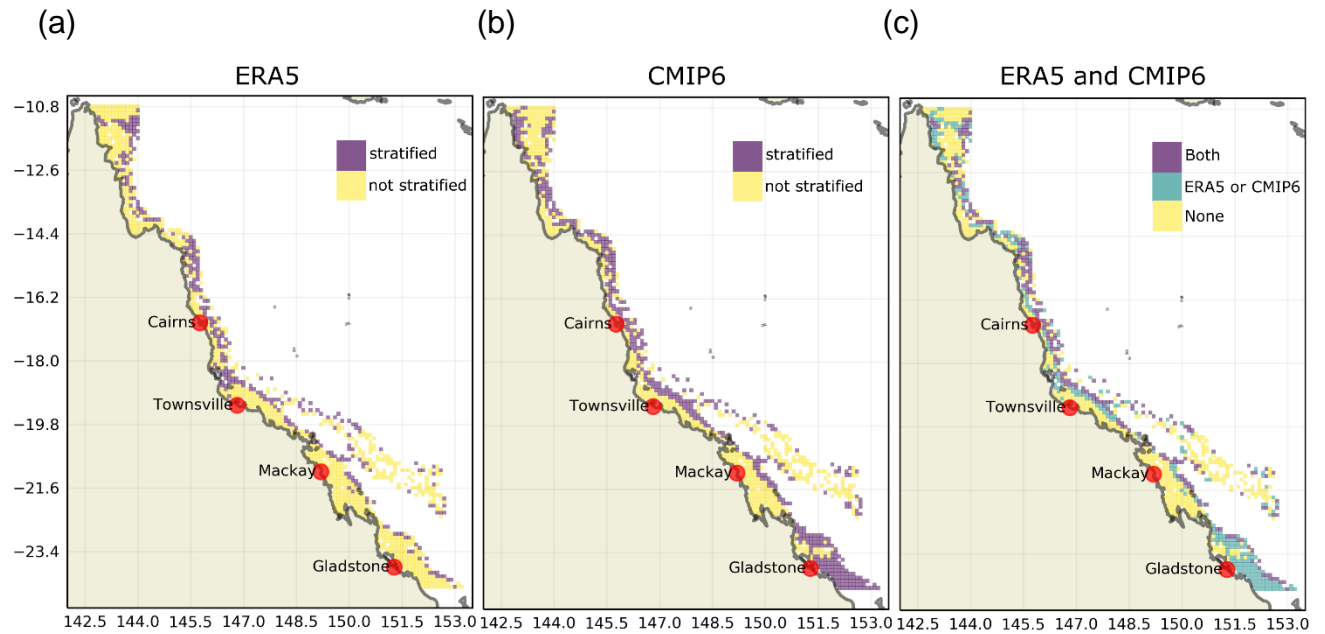 (a)
(b)
(c)
ERA5
CMIP6
ERA5 and CMIP6
−10.8
−12.6
−14.4
−16.2
−18.0
−19.8
−21.6
−23.4
stratified
not stratified
Cairns
Townsville
Mackay
Gladstone
142.5 144.0 145.5 147.0 148.5 150.0 151.5 153.0
stratified
not stratified
Cairns
Townsville
Mackay
Gladstone
142.5 144.0 145.5 147.0 148.5 150.0 151.5 153.0
Both
ERA5 or CMIP6
None
Cairns
Townsville
Mackay
Gladstone
142.5 144.0 145.5 147.0 148.5 150.0 151.5 153.0